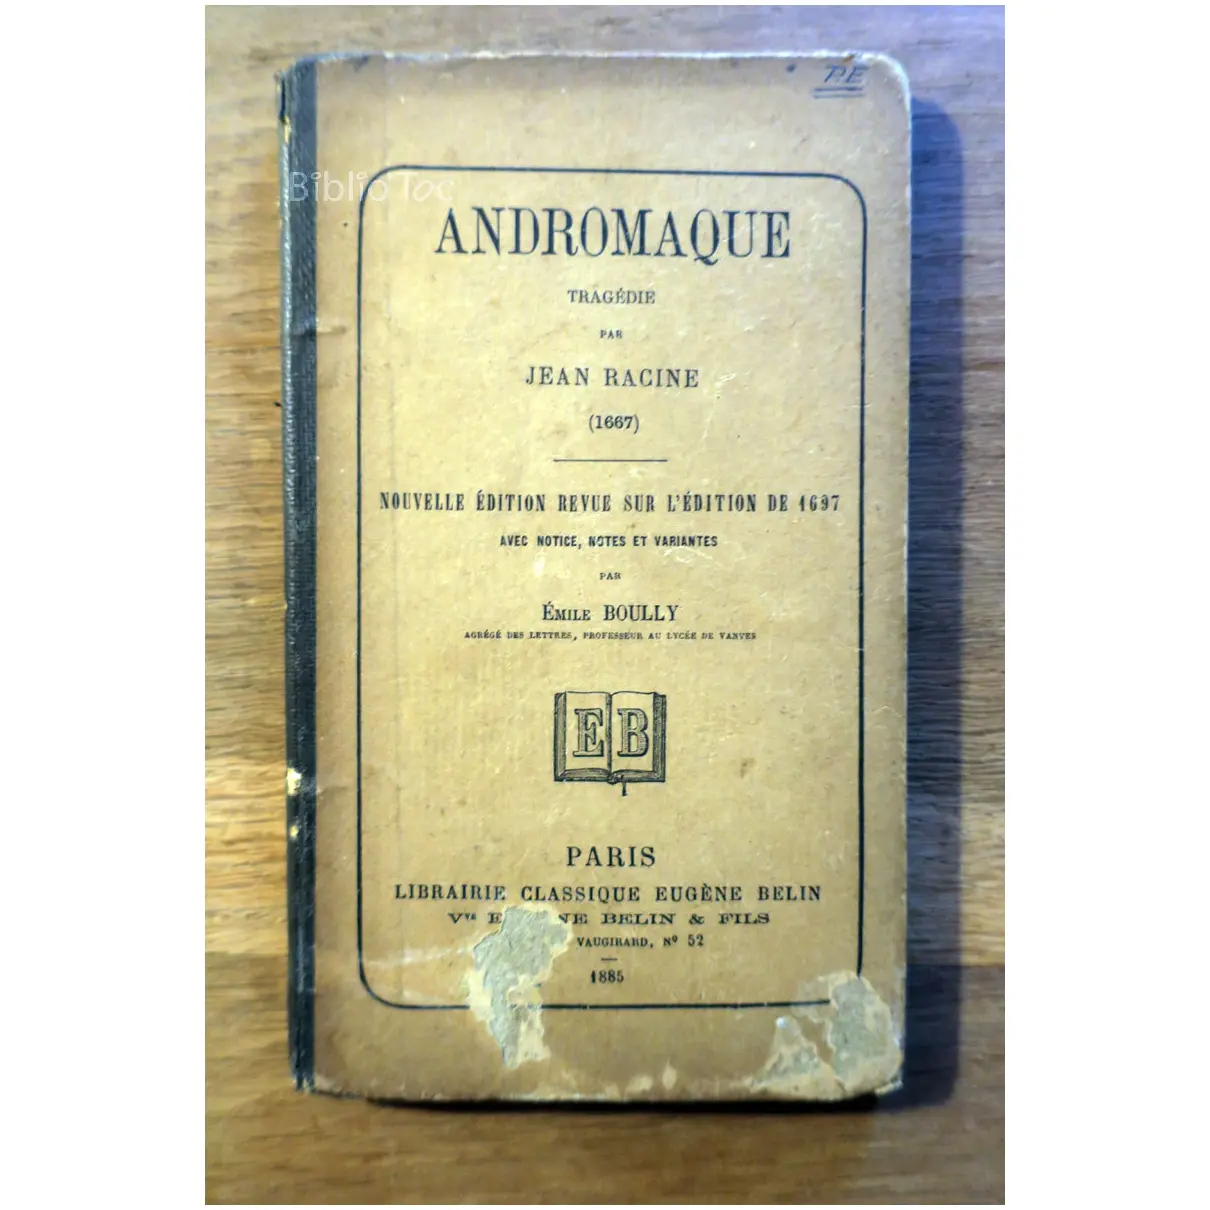 P.E
Biblio Toc
ANDROMAQUE
TRAGÉDIE
PAR
JEAN RACINE
(1667)
NOUVELLE ÉDITION REVUE SUR L'ÉDITION DE 1697
AVEC NOTICE, NOTES ET VARIANTES
PAR
ÉMILE BOULLY
AGRÉGÉ DES LETTRES, PROFESSEUR AU LYCÉE DE VANVES
EB
PARIS
LIBRAIRIE CLASSIQUE EUGÈNE BELIN
Vve BELIN & FILS
VAUGIRARD, Nº 52
1885